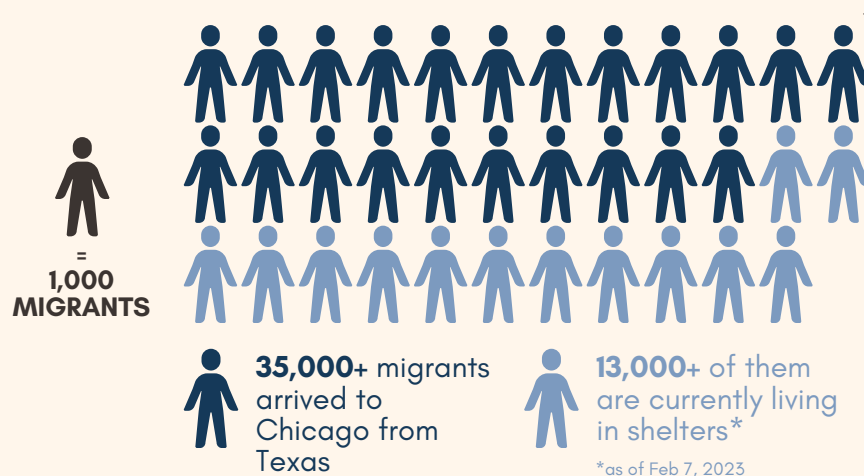 =
1,000
MIGRANTS
35,000+ migrants
arrived to
Chicago from
Texas
13,000+ of them
are currently living
in shelters*
*as of Feb 7, 2023